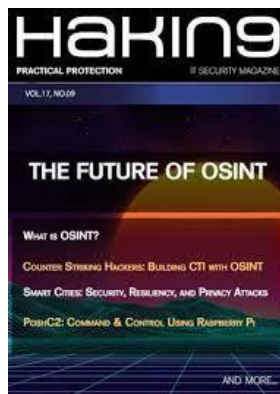 HAKIN9
PRACTICAL PROTECTION IT SECURITY MAGAZINE
VOL.17, NO.09
THE FUTURE OF OSINT
WHAT IS OSINT?
COUNTER STRIKING HACKERS: BUILDING CTI WITH OSINT
SMART CITIES: SECURITY, RESILIENCY, AND PRIVACY ATTACKS
POSHC2: COMMAND & CONTROL USING RASPBERRY PI
AND MORE...